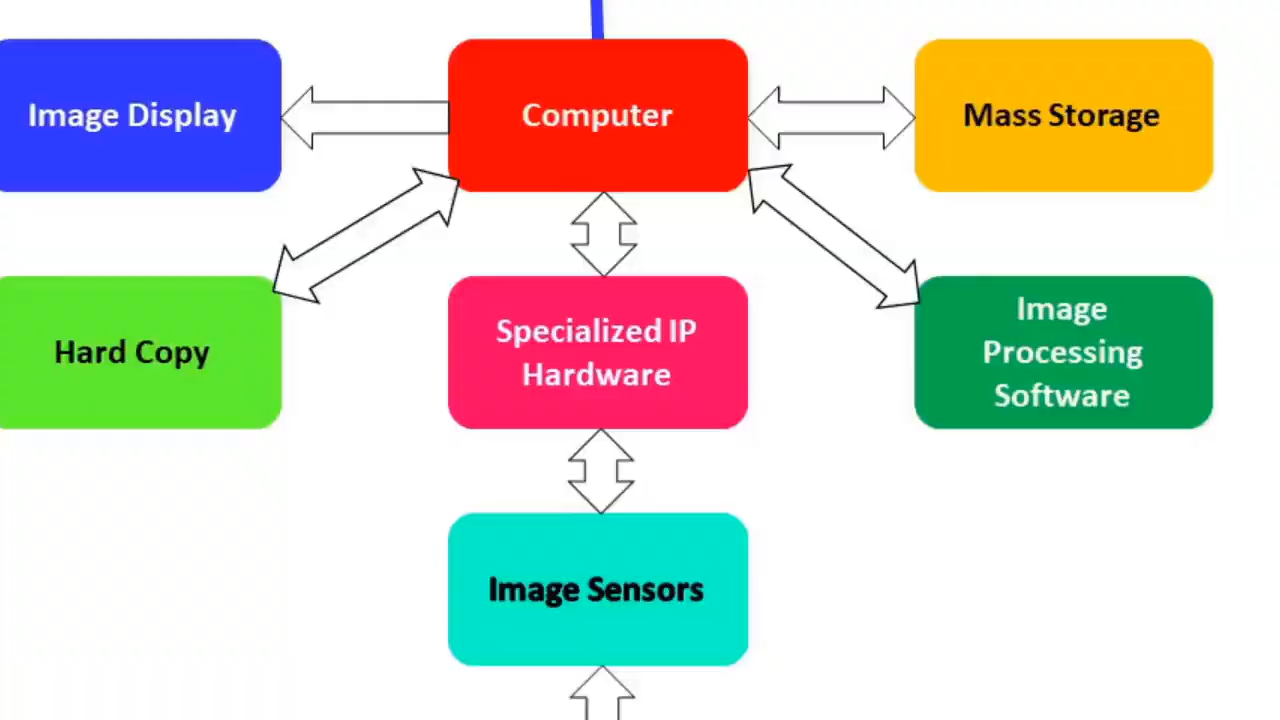 Image Display
Computer
Mass Storage
Hard Copy
Specialized IP
Hardware
Image
Processing
Software
Image Sensors